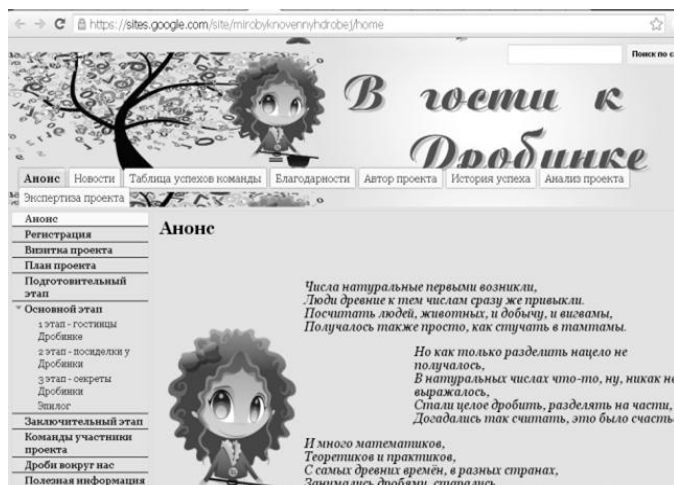 https://sites.google.com/site/mirobyknovennyhdrobej/home
Поиск по са
В гости к
Дробинке
Анонс Новости Таблица успехов команды Благодарности Автор проекта История успеха Анализ проекта
Экспертиза проекта
Анонс
Регистрация
Визитка проекта
План проекта
Подготовительный
этап
Основной этап
1 этап - гостинцы
Дробинке
2 этап - посиделки у
Дробинки
3 этап - секреты
Дробинки
Эпилог
Заключительный этап
Команды участники
проекта
Дроби вокруг нас
Полезная информация
Анонс
Числа натуральные первыми возникли,
Люди древние к тем числам сразу же привыкли.
Посчитать людей, животных, и добычу, и вигвамы,
Получалось также просто, как стучать в тамтамы.
Но как только разделить нацело не
получалось,
В натуральных числах что-то, ну, никак не
выражалось,
Стали целое дробить, разделять на части,
Догадались так считать, это было счасть
И много математиков,
Теоретиков и практиков,
С самых древних времён, в разных странах,
Занимались дробями, старались